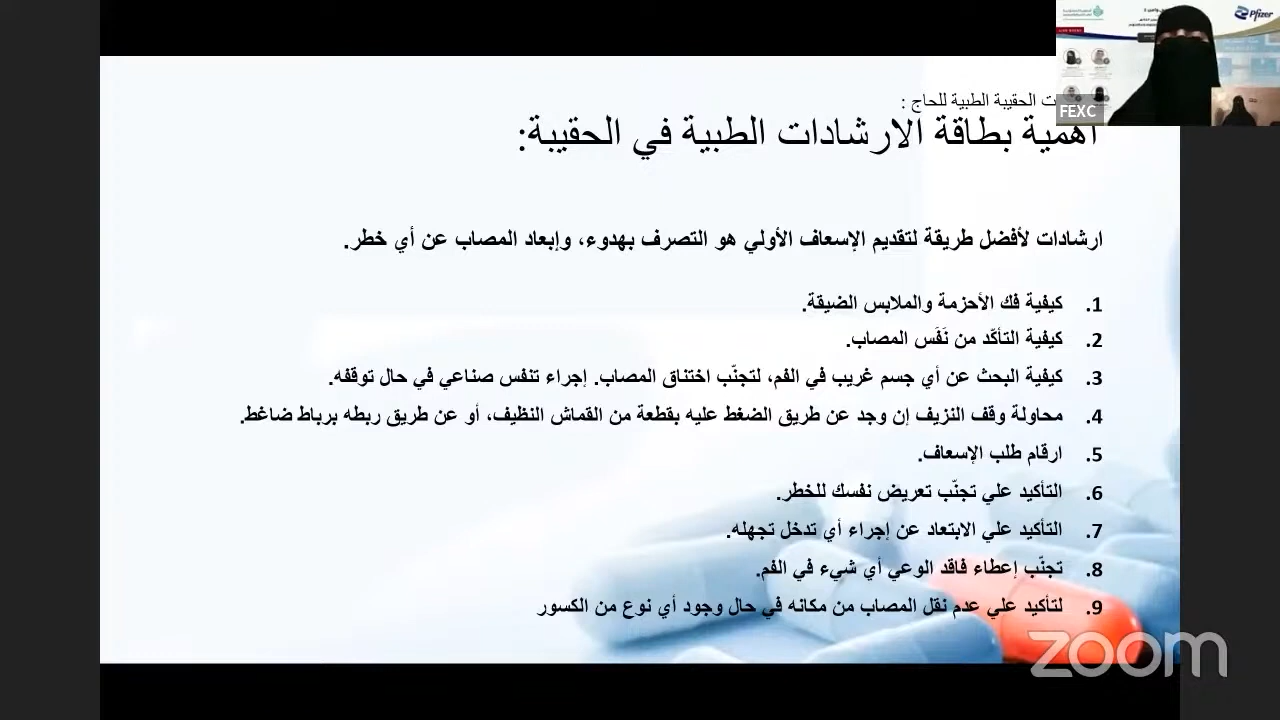 Pfizer
FEXC
ت الحقيبة الطبية للحاج :
أهمية بطاقة الارشادات الطبية في الحقيبة:
ارشادات لأفضل طريقة لتقديم الإسعاف الأولي هو التصرف بهدوء، وإبعاد المصاب عن أي خطر.
1. كيفية فك الأحزمة والملابس الضيقة.
2. كيفية التأكّد من نَفَس المصاب.
3. كيفية البحث عن أي جسم غريب في الفم، لتجنّب اختناق المصاب. إجراء تنفس صناعي في حال توقفه.
4. محاولة وقف النزيف إن وجد عن طريق الضغط عليه بقطعة من القماش النظيف، أو عن طريق ربطه برباط ضاغط.
5. ارقام طلب الإسعاف.
6. التأكيد علي تجنّب تعريض نفسك للخطر.
7. التأكيد علي الابتعاد عن إجراء أي تدخل تجهله.
8. تجنّب إعطاء فاقد الوعي أي شيء في الفم.
9. لتأكيد علي عدم نقل المصاب من مكانه في حال وجود أي نوع من الكسور
zoom